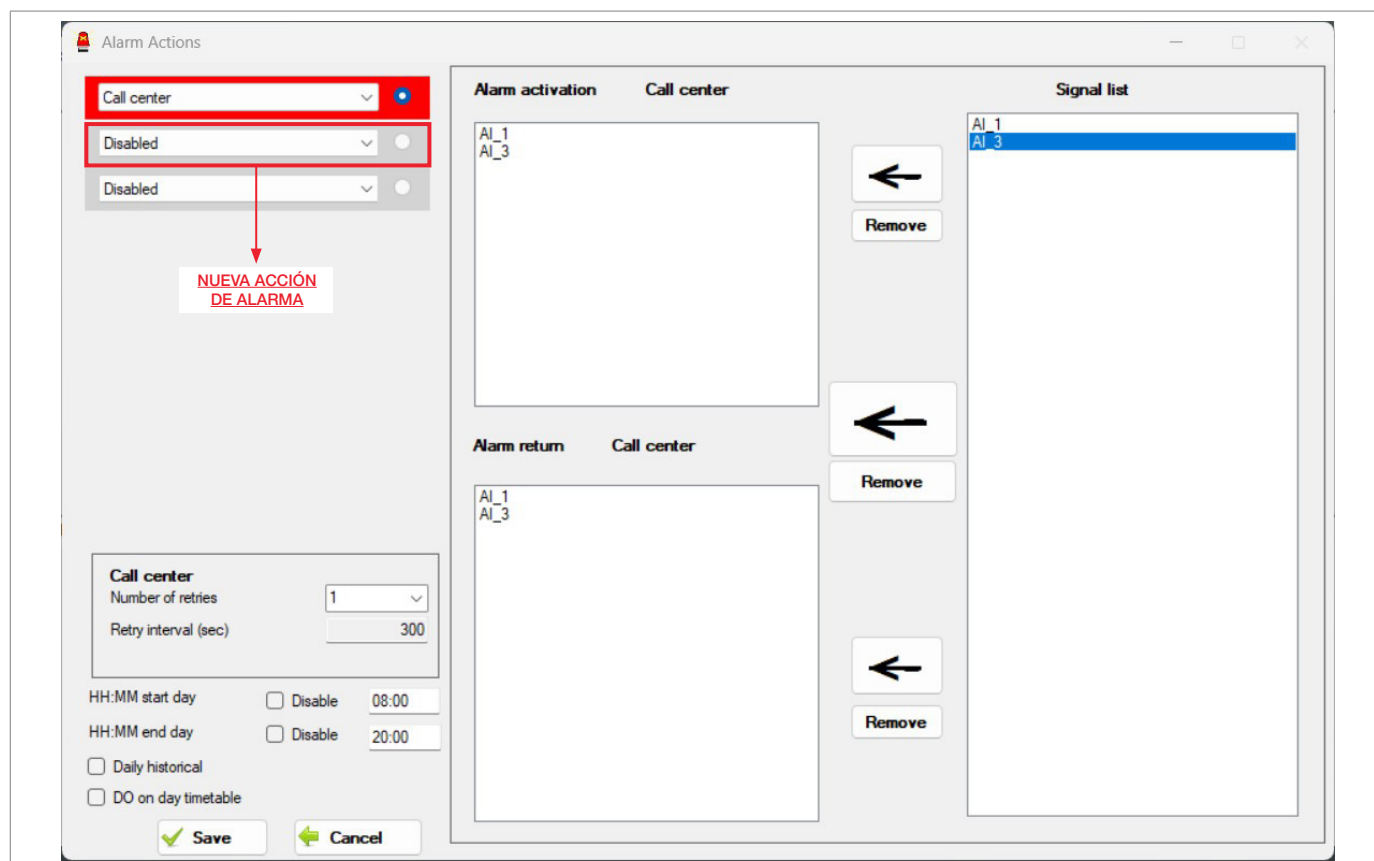 Alarm Actions
Call center
Disabled
Disabled
NUEVA ACCIÓN
DE ALARMA
Call center
Number of retries
1
Retry interval (sec)
300
HH:MM start day
Disable
08:00
HH:MM end day
Disable
20:00
Daily historical
DO on day timetable
Save
Cancel
Alarm activation
Call center
AI_1
AI_3
Alarm return
Call center
AI_1
AI_3
Remove
Remove
Remove
Signal list
AI_1
AI_3